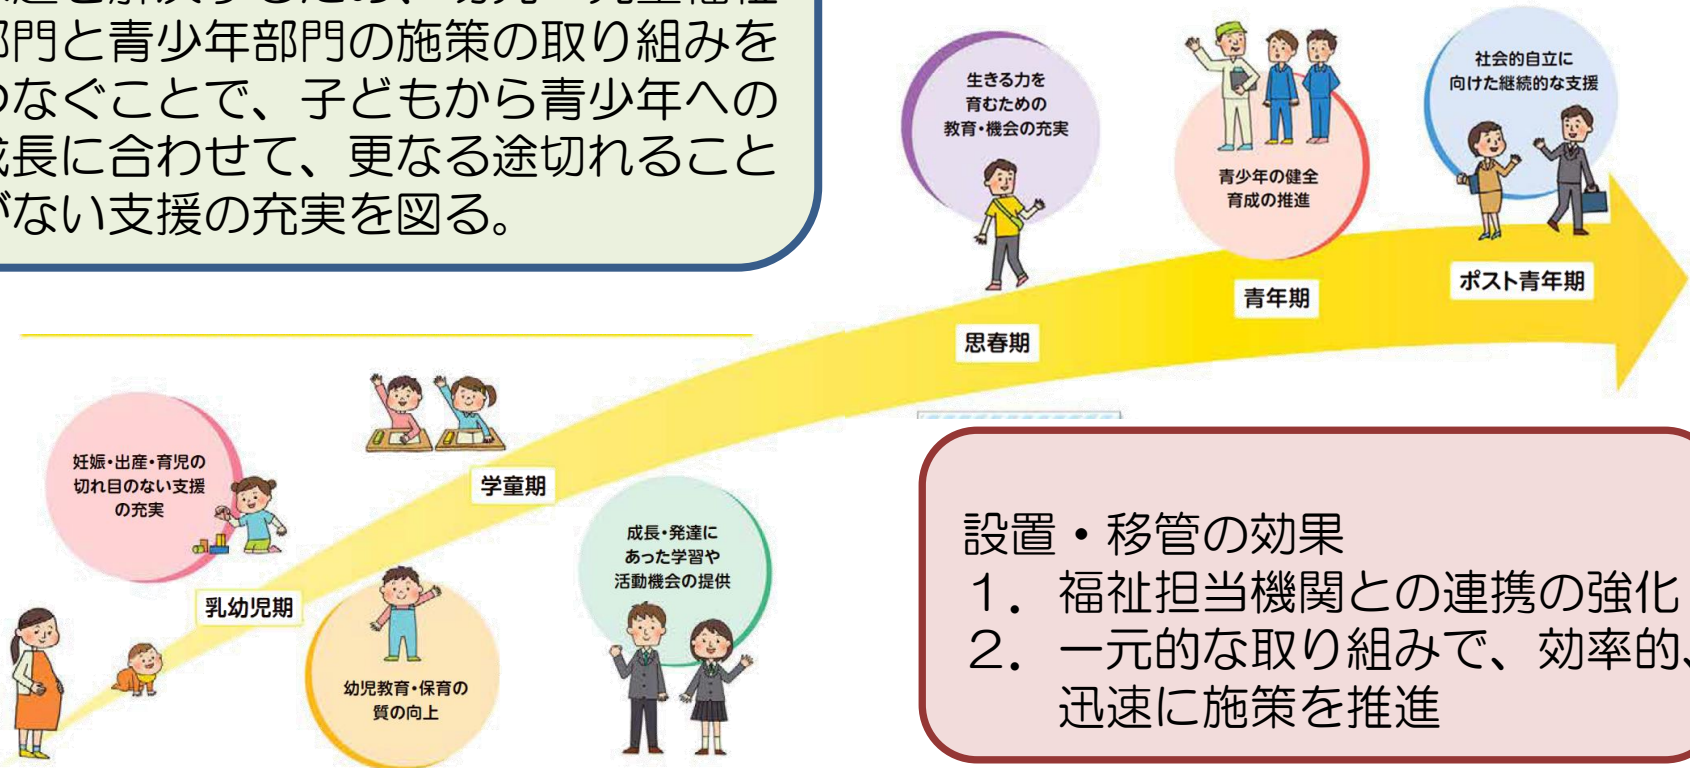 部門と青少年部門の施策の取り組みを
つなぐことで、子どもから青少年への
成長に合わせて、更なる途切れること
がない支援の充実を図る。
生きる力を
育むための
教育・機会の充実
青少年の健全
育成の推進
社会的自立に
向けた継続的な支援
ポスト青年期
青年期
思春期
妊娠・出産・育児の
切れ目のない支援
の充実
学童期
成長・発達に
あった学習や
活動機会の提供
乳幼児期
幼児教育・保育の
質の向上
設置・移管の効果
１．福祉担当機関との連携の強化
２．一元的な取り組みで、効率的、
迅速に施策を推進